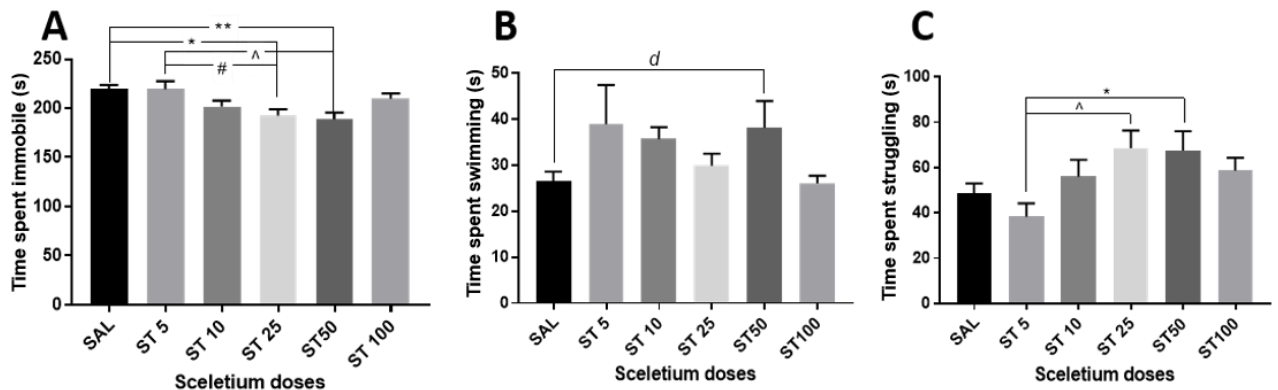 A
**
*
^
#
Time spent immobile (s)
250
200
150
100
50
0
SAL
ST 5
ST 10
ST 25
ST50
ST 100
Sceletium doses
B
d
Time spent swimming (s)
50
40
30
20
10
0
SAL
ST 5
ST 10
ST 25
ST50
ST100
Sceletium doses
C
*
^
Time spent struggling (s)
100
80
60
40
20
0
SAL
ST 5
ST 10
ST 25
ST50
ST100
Sceletium doses